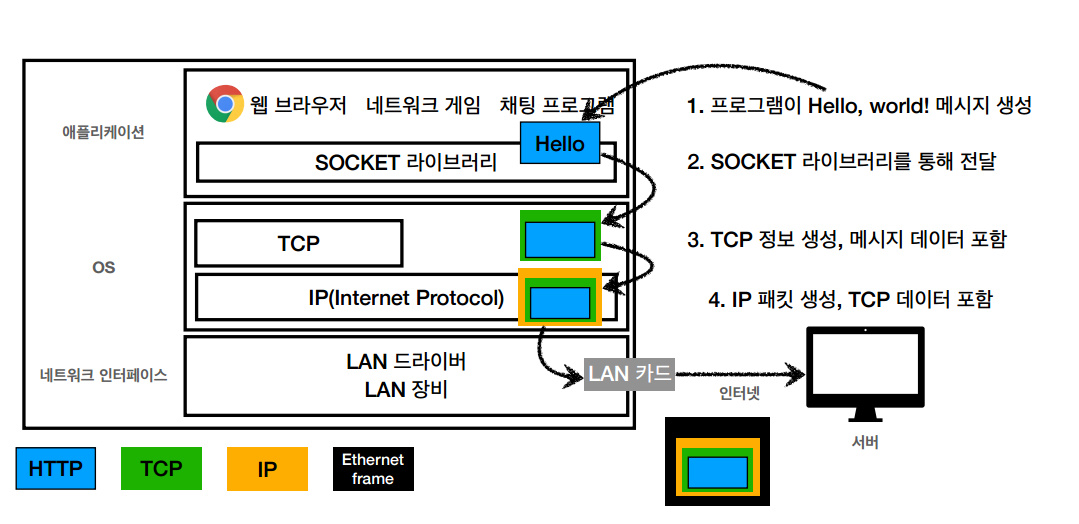 웹 브라우저 네트워크 게임 채팅 프로그램
애플리케이션
Hello
SOCKET 라이브러리
1. 프로그램이 Hello, world! 메시지 생성
2. SOCKET 라이브러리를 통해 전달
TCP
3. TCP 정보 생성, 메시지 데이터 포함
OS
IP(Internet Protocol)
4. IP 패킷 생성, TCP 데이터 포함
네트워크 인터페이스
LAN 드라이버
LAN 장비
LAN 카드
인터넷
서버
HTTP
TCP
IP
Ethernet
frame